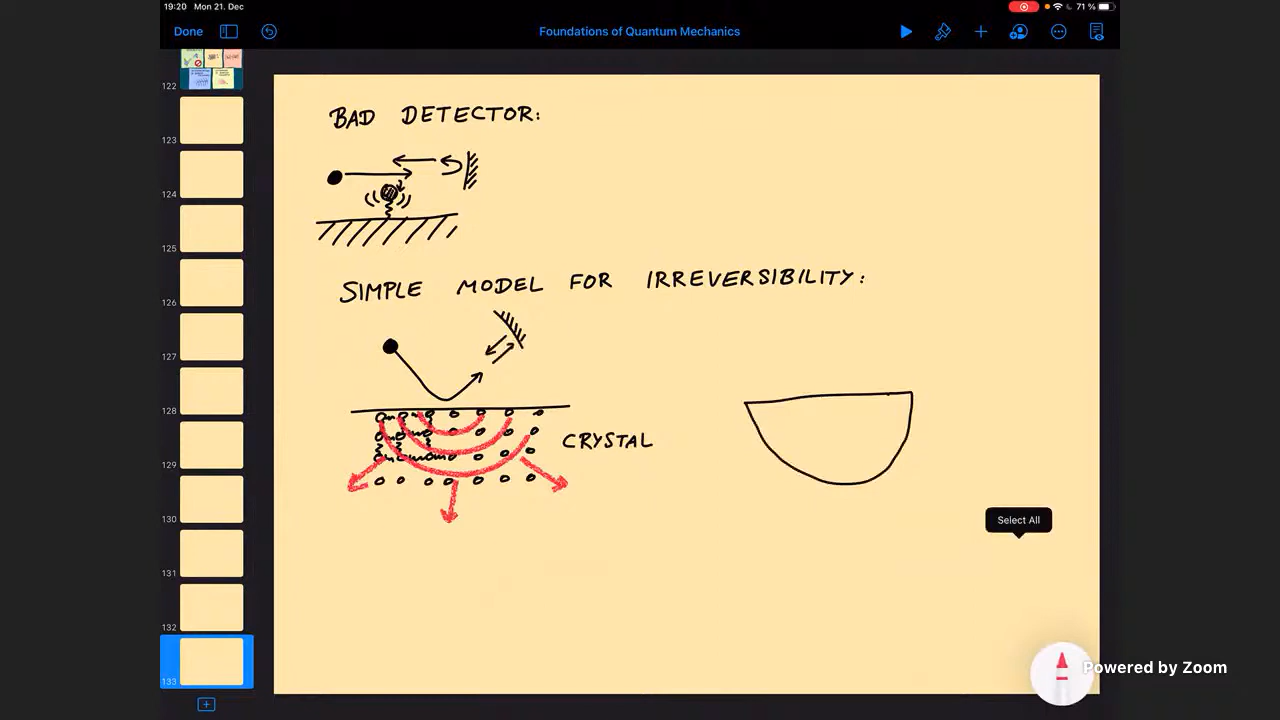 19:20 Mon 21. Dec
71 %
Done
Foundations of Quantum Mechanics
122
123
124
125
126
127
128
129
130
131
132
133
BAD DETECTOR:
SIMPLE MODEL FOR IRREVERSIBILITY:
CRYSTAL
Select All
Powered by Zoom